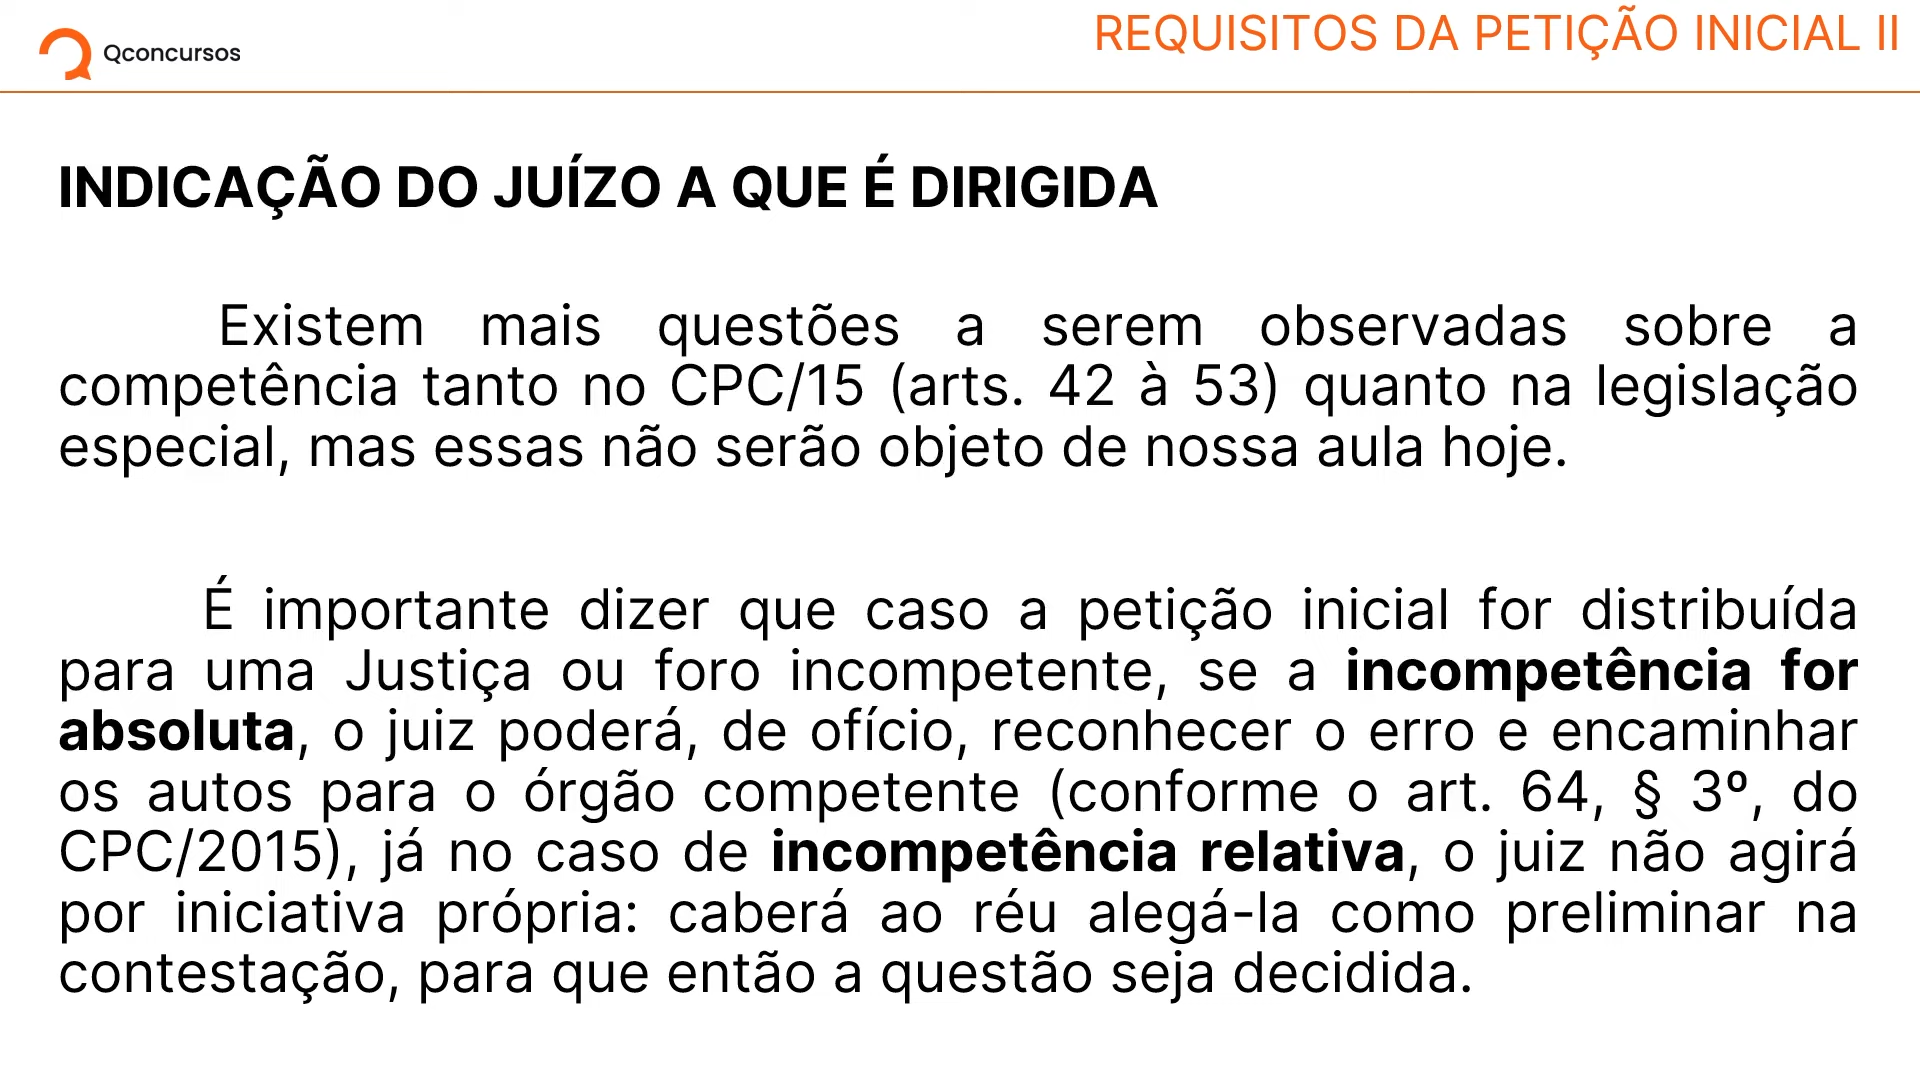 Qconcursos
REQUISITOS DA PETIÇÃO INICIAL II
INDICAÇÃO DO JUÍZO A QUE É DIRIGIDA
Existem mais questões a serem observadas sobre a
competência tanto no CPC/15 (arts. 42 à 53) quanto na legislação
especial, mas essas não serão objeto de nossa aula hoje.
É importante dizer que caso a petição inicial for distribuída
para uma Justiça ou foro incompetente, se a incompetência for
absoluta, o juiz poderá, de ofício, reconhecer o erro e encaminhar
os autos para o órgão competente (conforme o art. 64, § 3º, do
CPC/2015), já no caso de incompetência relativa, o juiz não agirá
por iniciativa própria: caberá ao réu alegá-la como preliminar na
contestação, para que então a questão seja decidida.